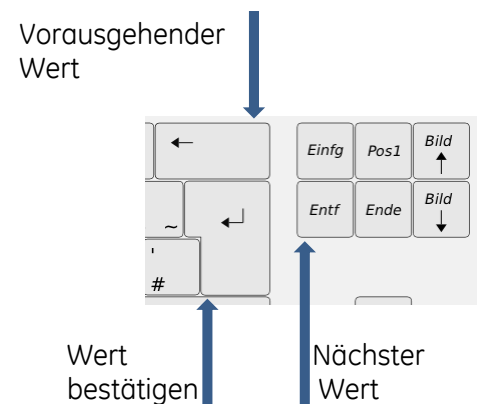 Vorausgehender
Wert
←
Einfg Pos1 Bild ↑
~ ↵ Entf Ende Bild ↓
'
#
Wert
bestätigen
Nächster
Wert